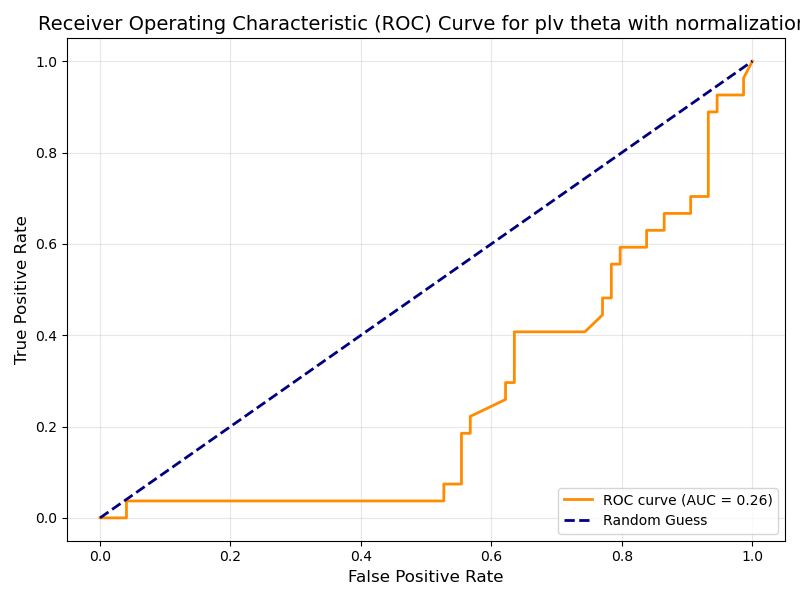 Receiver Operating Characteristic (ROC) Curve for plv theta with normalization
1.0
0.8
0.6
0.4
0.2
0.0
True Positive Rate
0.0 0.2 0.4 0.6 0.8 1.0
False Positive Rate
ROC curve (AUC = 0.26)
Random Guess